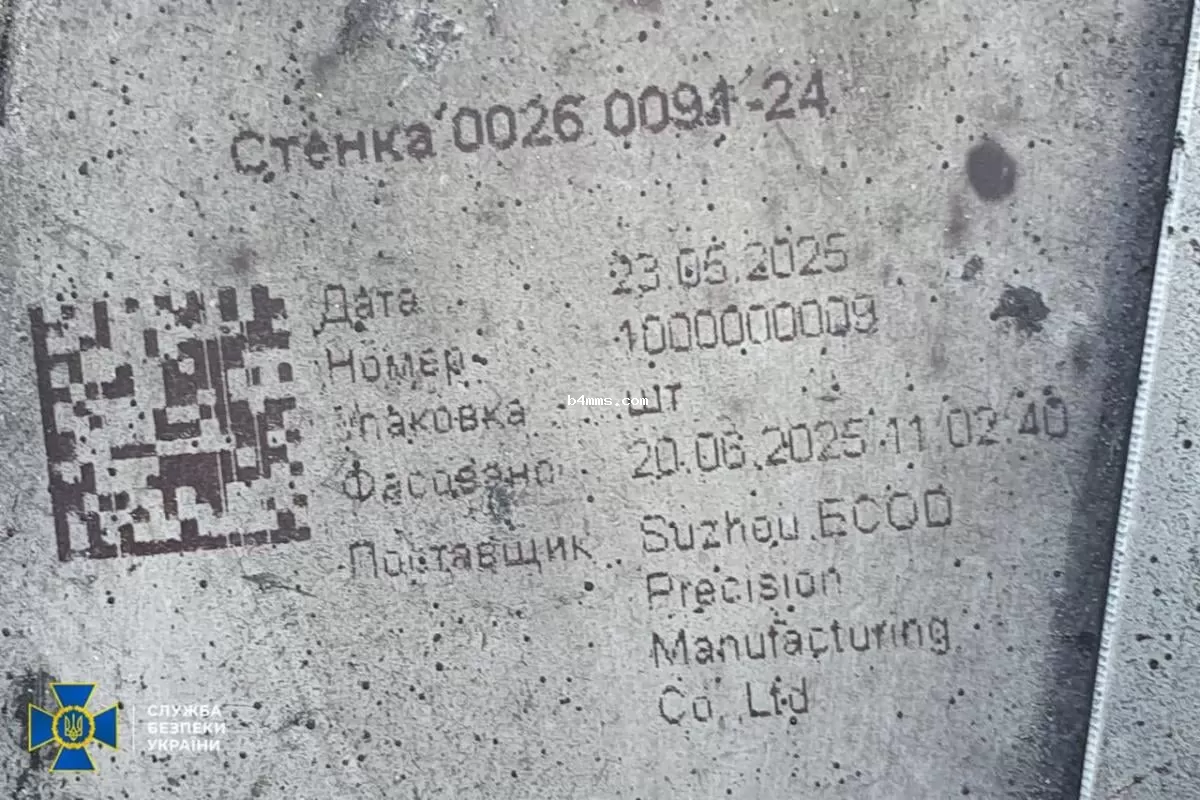 Стенка 0026 0091-24
Дата 23.05.2025
Номер 1000000009
Упаковка шт
Фасовано 20.06.2025 11 02:40
Поставщик Suzhou ECOD
Precision
Manufacturing
Co., Ltd
b4mms.com
СЛУЖБА
БЕЗПЕКИ
УКРАЇНИ